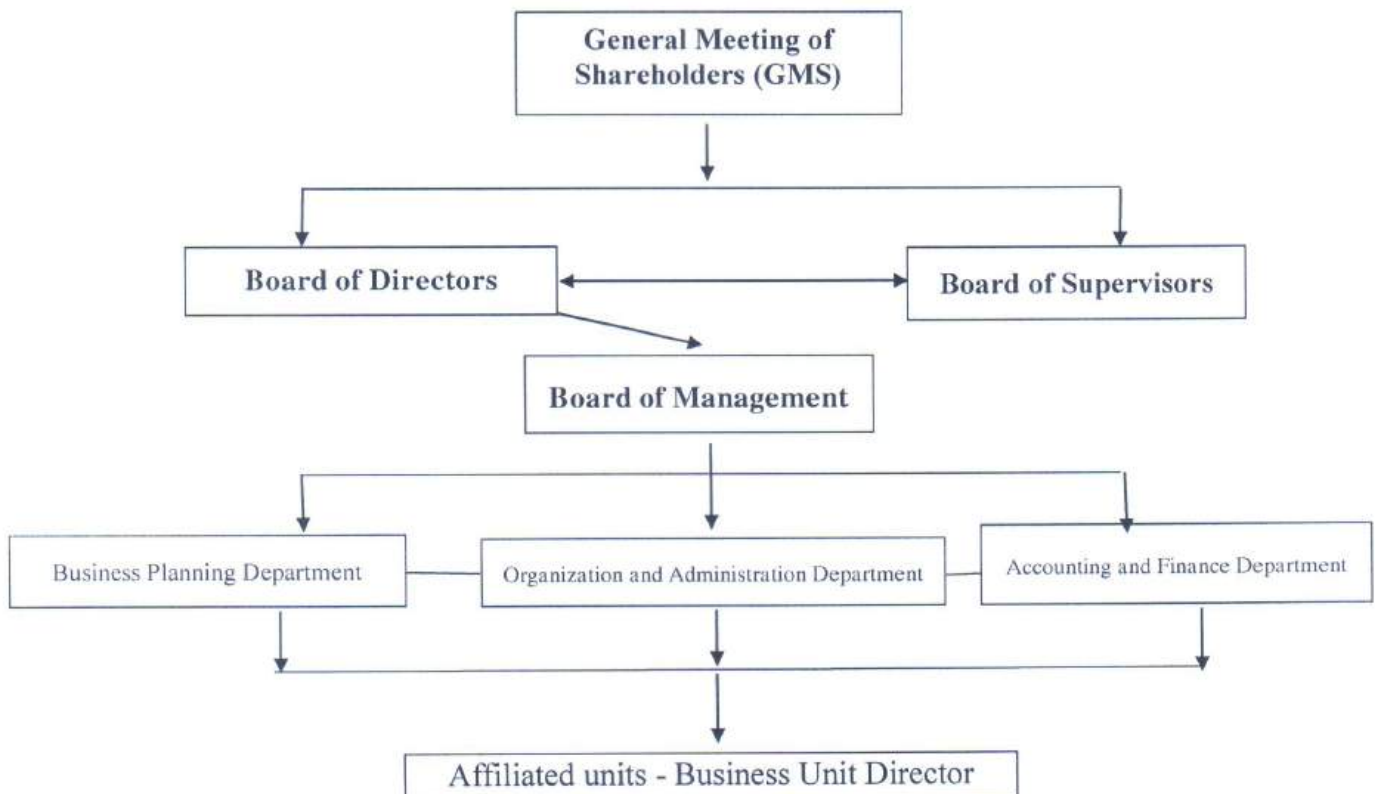 General Meeting of
Shareholders (GMS)
Board of Directors
Board of Supervisors
Board of Management
Business Planning Department
Organization and Administration Department
Accounting and Finance Department
Affiliated units - Business Unit Director